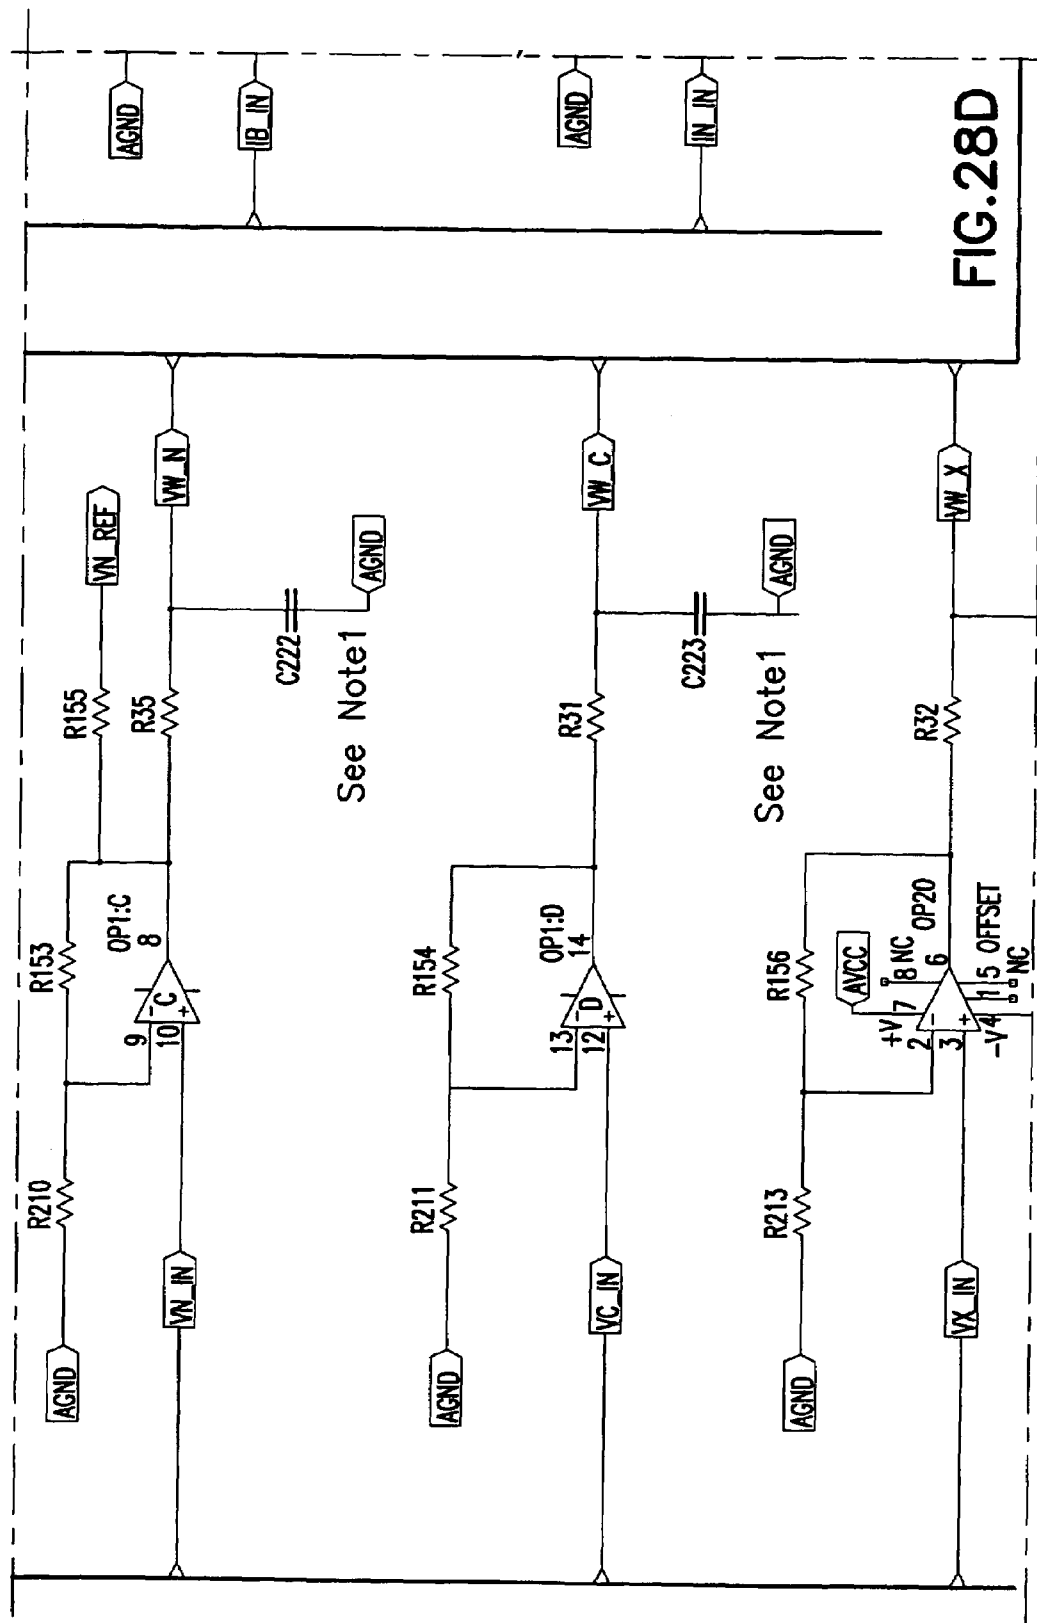 AGND
R210
R153
OP1:C
9
10
C
-
+
8
R155
VN_REF
VN_IN
R35
VW_N
C222
AGND
See Note1
AGND
R211
R154
OP1:D
13
12
D
-
+
14
VC_IN
R31
VW_C
C223
AGND
See Note1
AGND
R213
R156
AVCC
+V 7
8 NC
2
3
-
+
6
OP20
-V 4
1 5 OFFSET
NC
VX_IN
R32
VW_X
AGND
IB_IN
AGND
IN_IN
FIG.28D